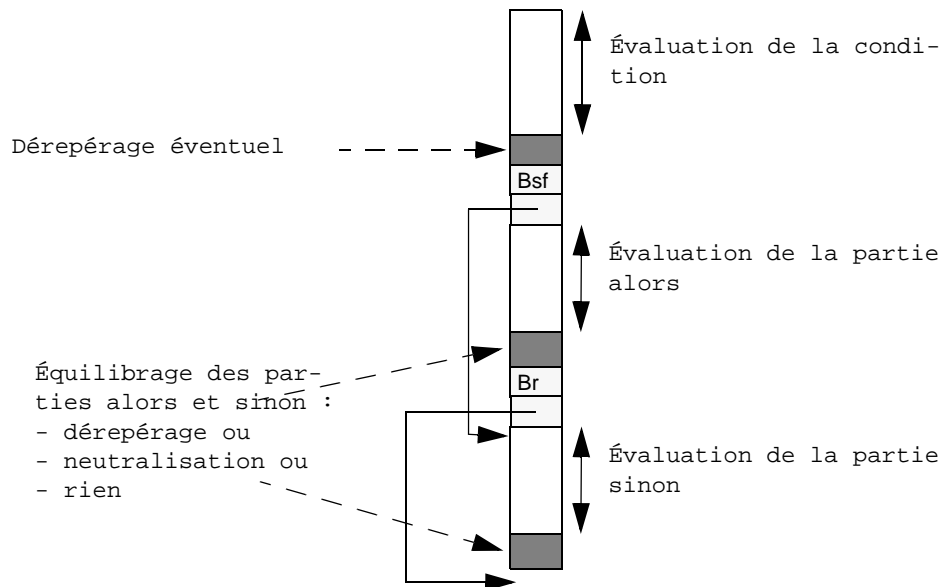 Évaluation de la condi-
tion
Dérepérage éventuel
Bsf
Évaluation de la partie
alors
Équilibrage des par-
ties alors et sinon :
- dérepérage ou
- neutralisation ou
- rien
Br
Évaluation de la partie
sinon